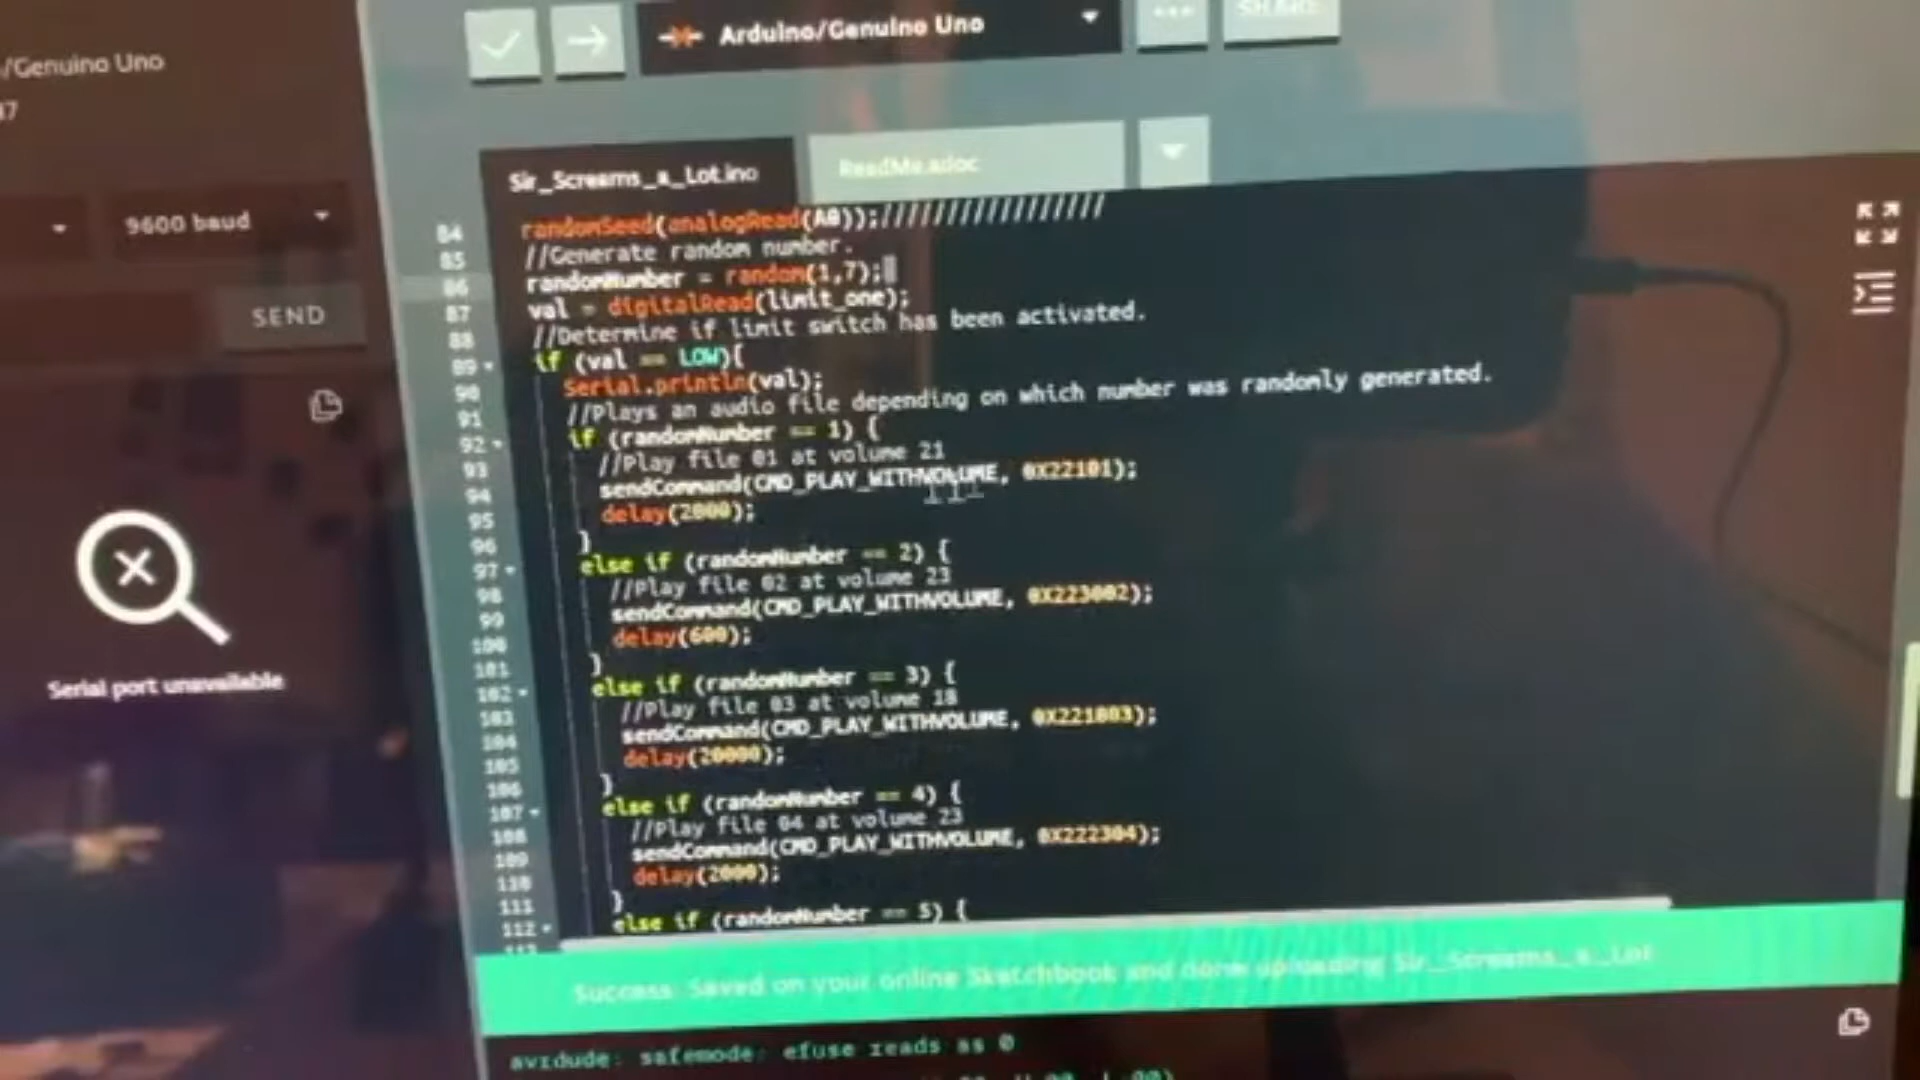 Arduino/Genuino Uno
/Genuino Uno
Sir_Screams_a_Lot.ino
ReadMe.adoc
9600 baud
SEND
Serial port unavailable
84 randomSeed(analogRead(A0));/////////////////
85 //Generate random number.
86 randomNumber = random(1,7);
87 val = digitalRead(limit_one);
88 //Determine if limit switch has been activated.
89 if (val == LOW){
90 Serial.println(val);
91 //Plays an audio file depending on which number was randomly generated.
92 if (randomNumber == 1) {
93 //Play file 01 at volume 21
94 sendCommand(CMD_PLAY_WITHVOLUME, 0X22101);
95 delay(2000);
96 }
97 else if (randomNumber == 2) {
98 //Play file 02 at volume 23
99 sendCommand(CMD_PLAY_WITHVOLUME, 0X223002);
100 delay(600);
101 }
102 else if (randomNumber == 3) {
103 //Play file 03 at volume 18
104 sendCommand(CMD_PLAY_WITHVOLUME, 0X221803);
105 delay(20000);
106 }
107 else if (randomNumber == 4) {
108 //Play file 04 at volume 23
109 sendCommand(CMD_PLAY_WITHVOLUME, 0X222304);
110 delay(2000);
111 }
112 else if (randomNumber == 5) {
113
Success: Saved on your online Sketchbook and done uploading Sir_Screams_a_Lot
avrdude: safemode: efuse reads as 0